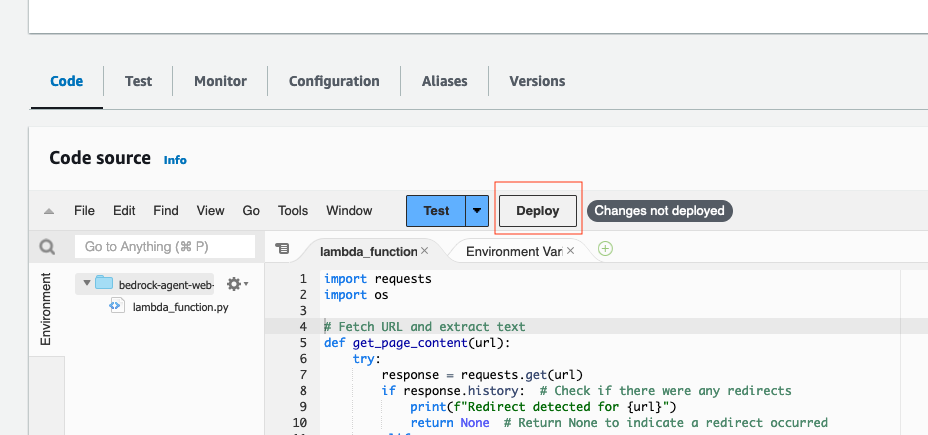 Code Test Monitor Configuration Aliases Versions
Code source Info
File Edit Find View Go Tools Window Test Deploy Changes not deployed
Go to Anything (⌘ P) lambda_function × Environment Vari ×
Environment
bedrock-agent-web-
lambda_function.py
1 import requests
2 import os
3
4 # Fetch URL and extract text
5 def get_page_content(url):
6 try:
7 response = requests.get(url)
8 if response.history: # Check if there were any redirects
9 print(f"Redirect detected for {url}")
10 return None # Return None to indicate a redirect occurred